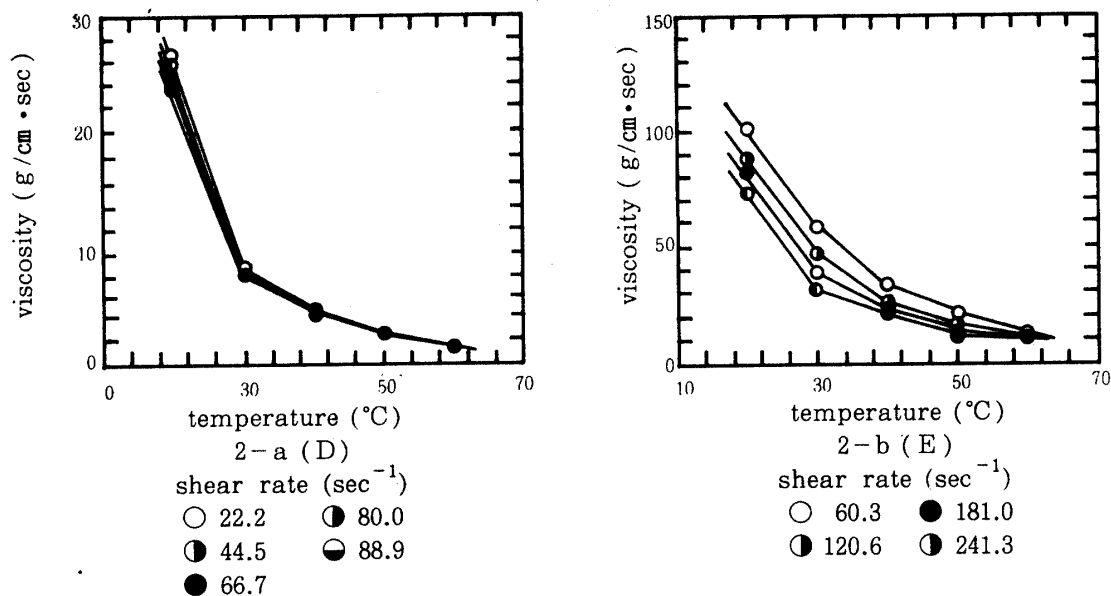 30
20
10
0
viscosity (g/cm·sec)
0 30 50 70
temperature (°C)
2-a (D)
shear rate (sec⁻¹)
22.2 80.0
44.5 88.9
66.7
150
100
50
0
viscosity (g/cm·sec)
10 30 50 70
temperature (°C)
2-b (E)
shear rate (sec⁻¹)
60.3 181.0
120.6 241.3